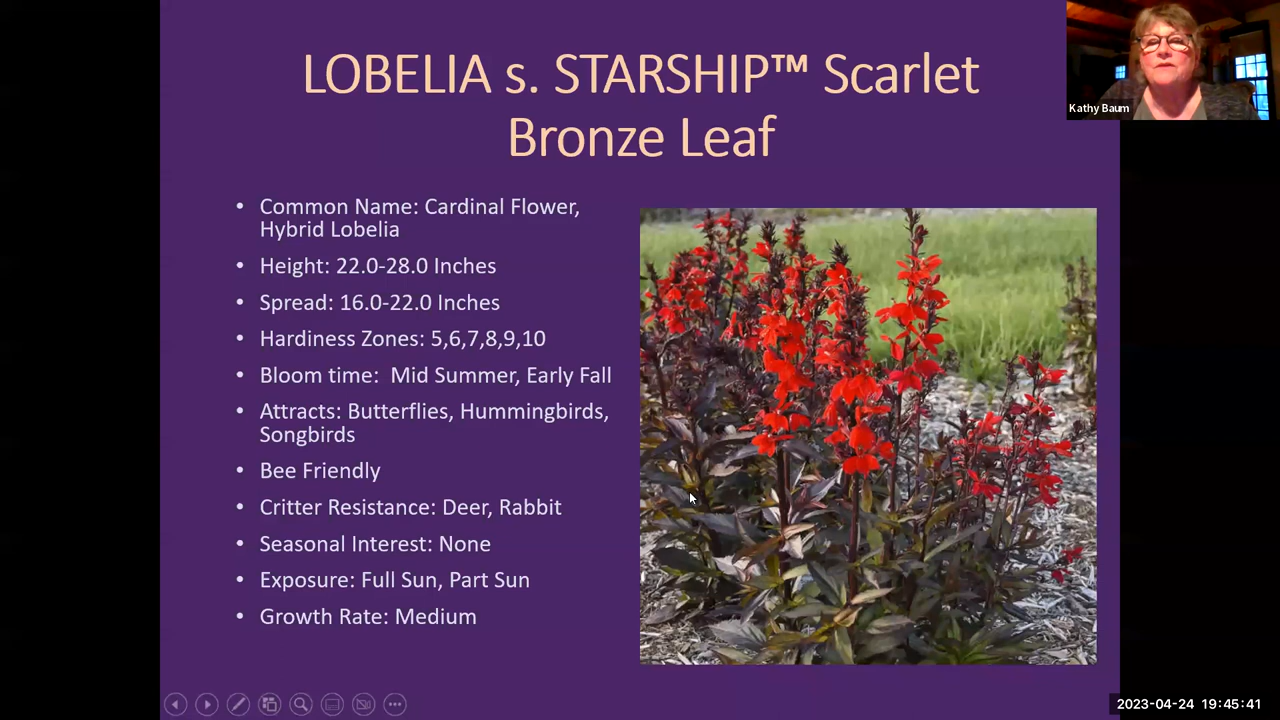 LOBELIA s. STARSHIP™ Scarlet
Bronze Leaf
Kathy Baum
• Common Name: Cardinal Flower,
Hybrid Lobelia
• Height: 22.0-28.0 Inches
• Spread: 16.0-22.0 Inches
• Hardiness Zones: 5,6,7,8,9,10
• Bloom time:  Mid Summer, Early Fall
• Attracts: Butterflies, Hummingbirds,
Songbirds
• Bee Friendly
• Critter Resistance: Deer, Rabbit
• Seasonal Interest: None
• Exposure: Full Sun, Part Sun
• Growth Rate: Medium
2023-04-24 19:45:41